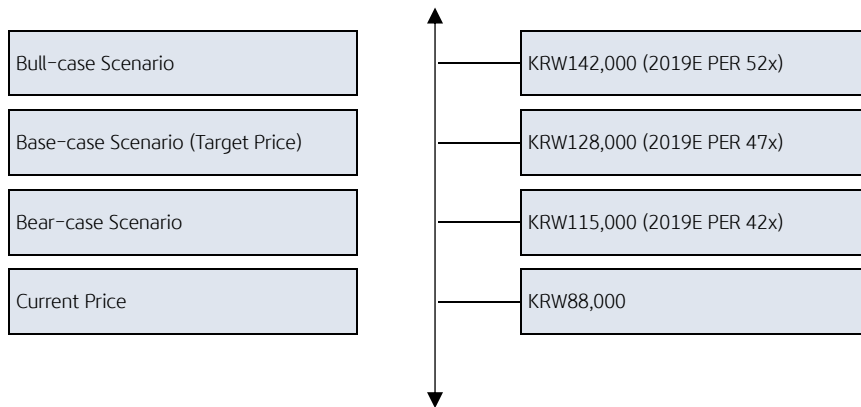 Bull-case Scenario
KRW142,000 (2019E PER 52x)
Base-case Scenario (Target Price)
KRW128,000 (2019E PER 47x)
Bear-case Scenario
KRW115,000 (2019E PER 42x)
Current Price
KRW88,000